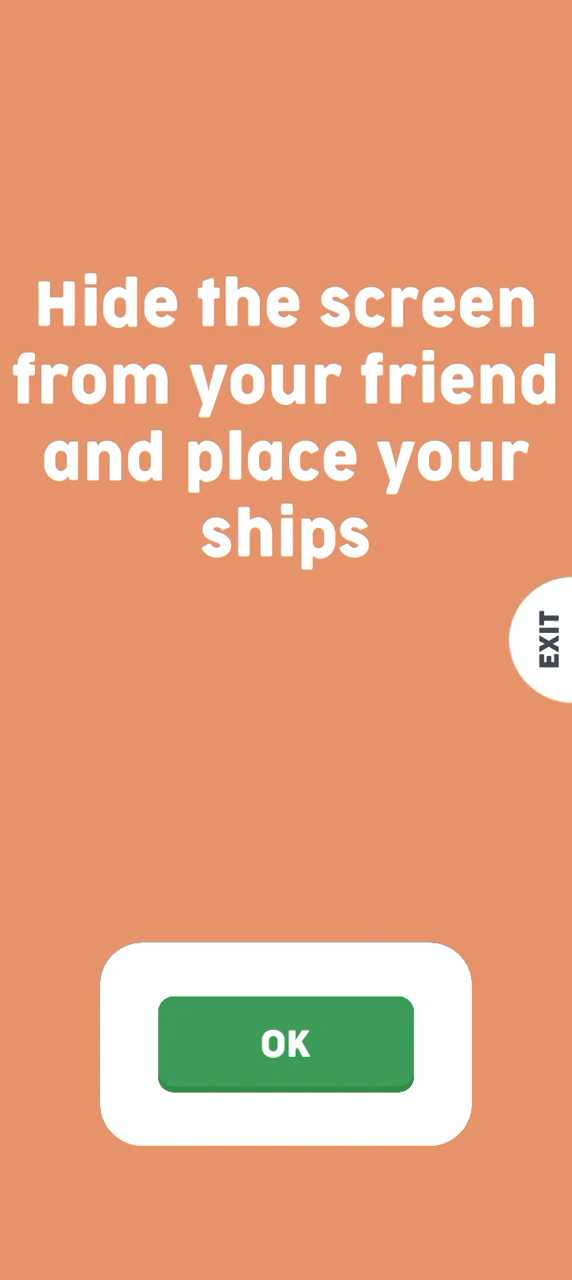 Hide the screen
from your friend
and place your
ships
EXIT
OK